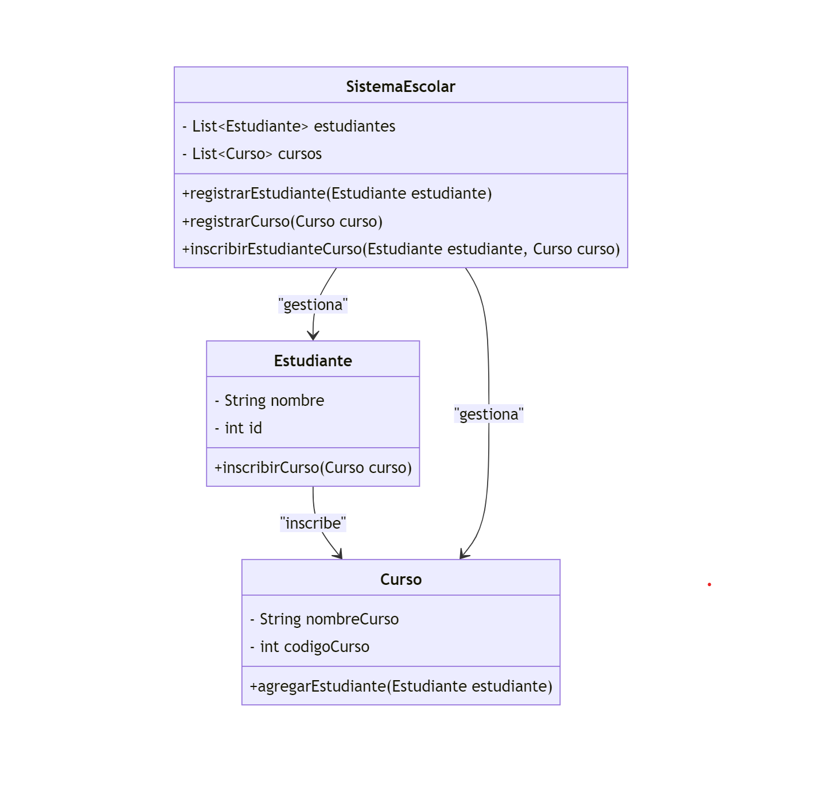 SistemaEscolar
- List<Estudiante> estudiantes
- List<Curso> cursos
+registrarEstudiante(Estudiante estudiante)
+registrarCurso(Curso curso)
+inscribirEstudianteCurso(Estudiante estudiante, Curso curso)
"gestiona"
Estudiante
- String nombre
- int id
+inscribirCurso(Curso curso)
"gestiona"
"inscribe"
Curso
- String nombreCurso
- int codigoCurso
+agregarEstudiante(Estudiante estudiante)